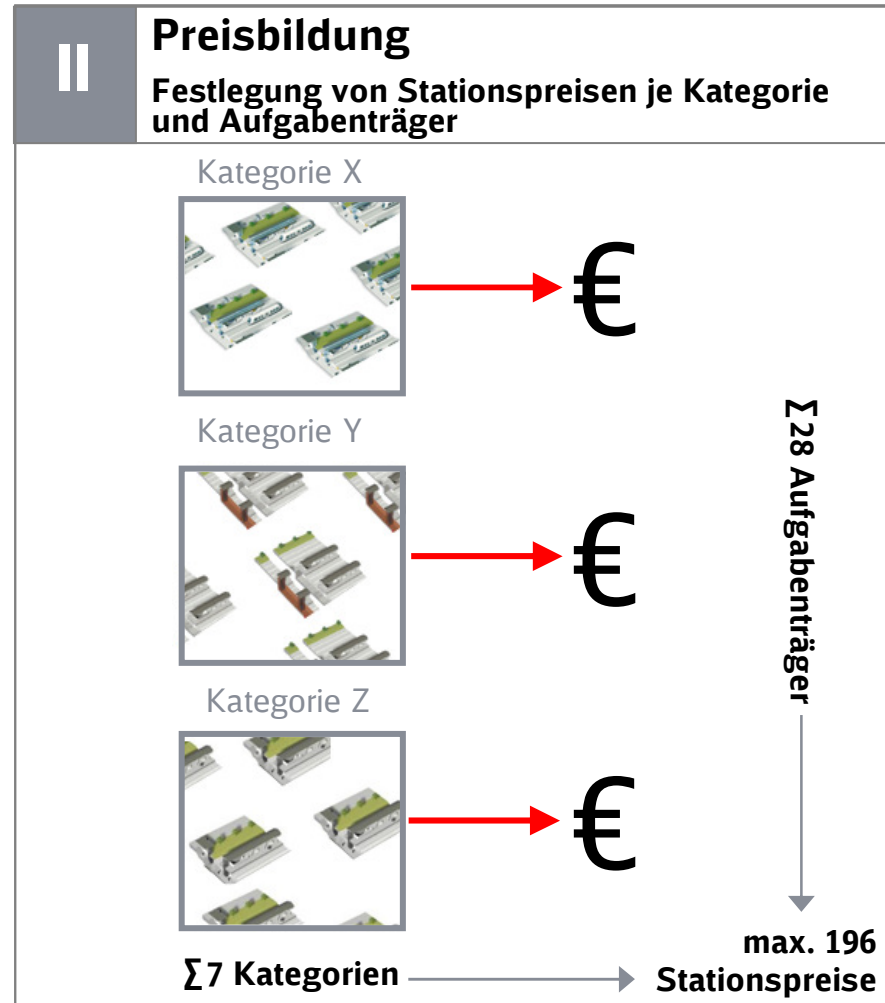 II
Preisbildung
Festlegung von Stationspreisen je Kategorie
und Aufgabenträger
Kategorie X
€
Kategorie Y
€
Kategorie Z
€
∑28 Aufgabenträger
∑7 Kategorien
max. 196
Stationspreise